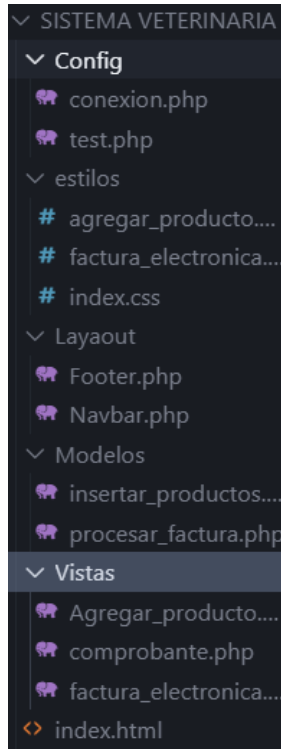 SISTEMA VETERINARIA
Config
conexion.php
test.php
estilos
# agregar_producto....
# factura_electronica....
# index.css
Layaout
Footer.php
Navbar.php
Modelos
insertar_productos....
procesar_factura.php
Vistas
Agregar_producto....
comprobante.php
factura_electronica....
<> index.html